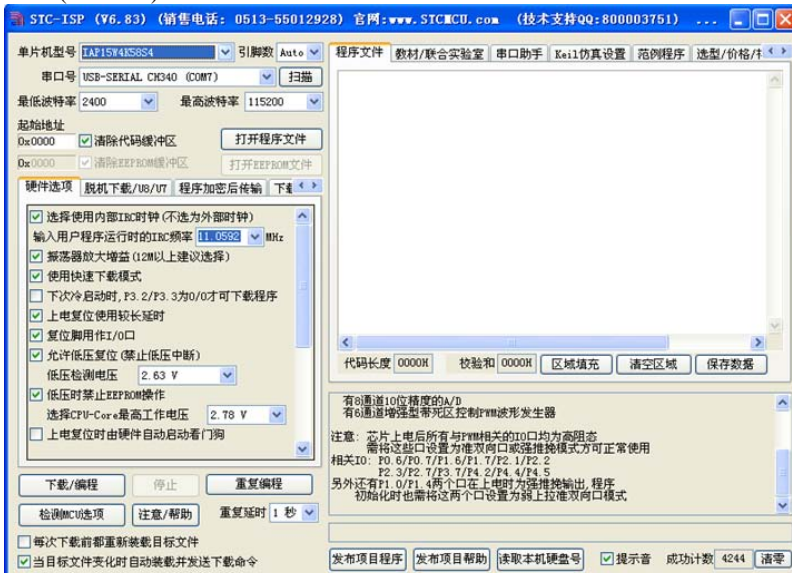 STC-ISP (V6.83) (销售电话: 0513-55012928) 官网:www.STCMCU.com (技术支持QQ:800003751) ...
单片机型号 IAP15W4K58S4 引脚数 Auto
串口号 USB-SERIAL CH340 (COM7) 扫描
最低波特率 2400 最高波特率 115200
起始地址
0x0000 清除代码缓冲区 打开程序文件
0x0000 清除EEPROM缓冲区 打开EEPROM文件
硬件选项 脱机下载/U8/U7 程序加密后传输
选择使用内部IRC时钟(不选为外部时钟)
输入用户程序运行时的IRC频率 11.0592 MHz
振荡器放大增益(12M以上建议选择)
使用快速下载模式
下次冷启动时,P3.2/P3.3为0/0才可下载程序
上电复位使用较长延时
复位脚用作I/O口
允许低压复位(禁止低压中断)
低压检测电压 2.63 V
低压时禁止EEPROM操作
选择CPU-Core最高工作电压 2.78 V
上电复位时由硬件自动启动看门狗
下载/编程 停止 重复编程
检测MCU选项 注意/帮助 重复延时 1 秒
每次下载前都重新装载目标文件
当目标文件变化时自动装载并发送下载命令
程序文件 教材/联合实验室 串口助手 Keil仿真设置 范例程序 选型/价格/
代码长度 0000H 校验和 0000H 区域填充 清空区域 保存数据
有8通道10位精度的A/D
有6通道增强型带死区控制PWM波形发生器
注意: 芯片上电后所有与PWM相关的IO口均为高阻态
需将这些口设置为准双向口或强推挽模式方可正常使用
相关IO: P0.6/P0.7/P1.6/P1.7/P2.1/P2.2
P2.3/P2.7/P3.7/P4.2/P4.4/P4.5
另外还有P1.0/P1.4两个口在上电时为强推挽输出,程序
初始化时也需将这两个口设置为弱上拉准双向口模式
发布项目程序 发布项目帮助 读取本机硬盘号 提示音 成功计数 4244 清零